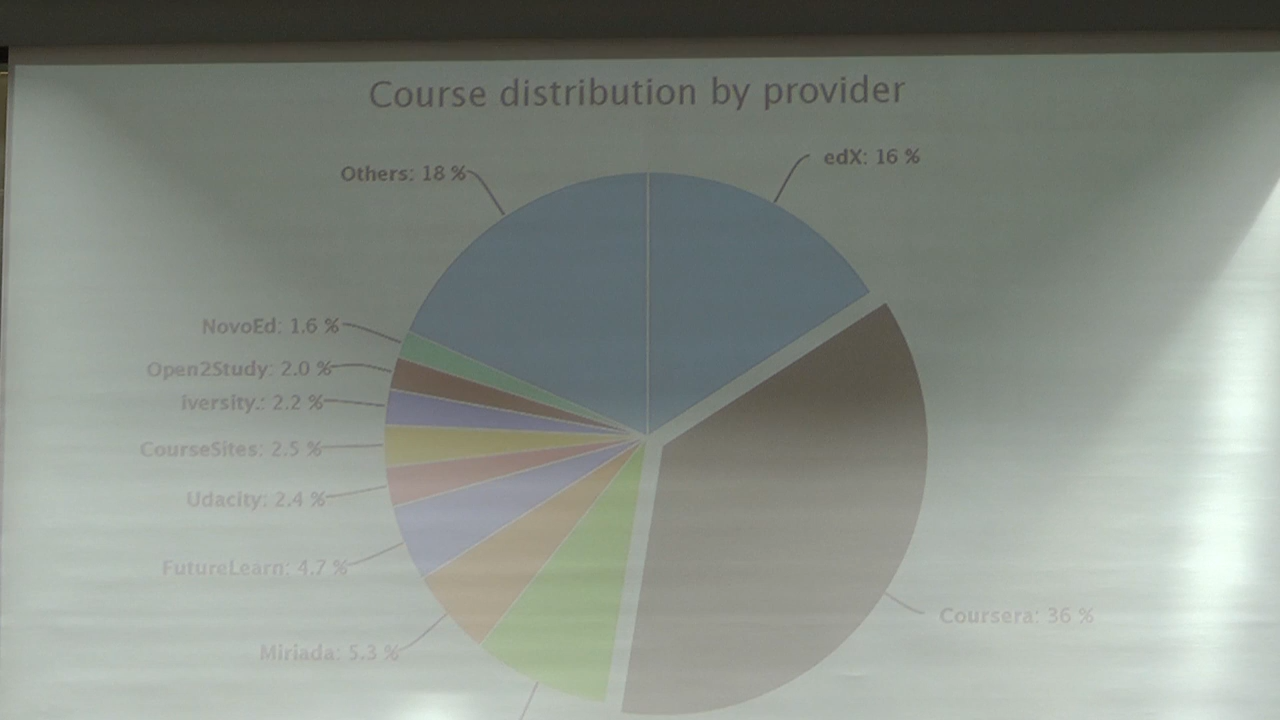 Course distribution by provider
edX: 16 %
Others: 18 %
NovoEd: 1.6 %
Open2Study: 2.0 %
iversity.: 2.2 %
CourseSites: 2.5 %
Udacity: 2.4 %
FutureLearn: 4.7 %
Coursera: 36 %
Miriada: 5.3 %